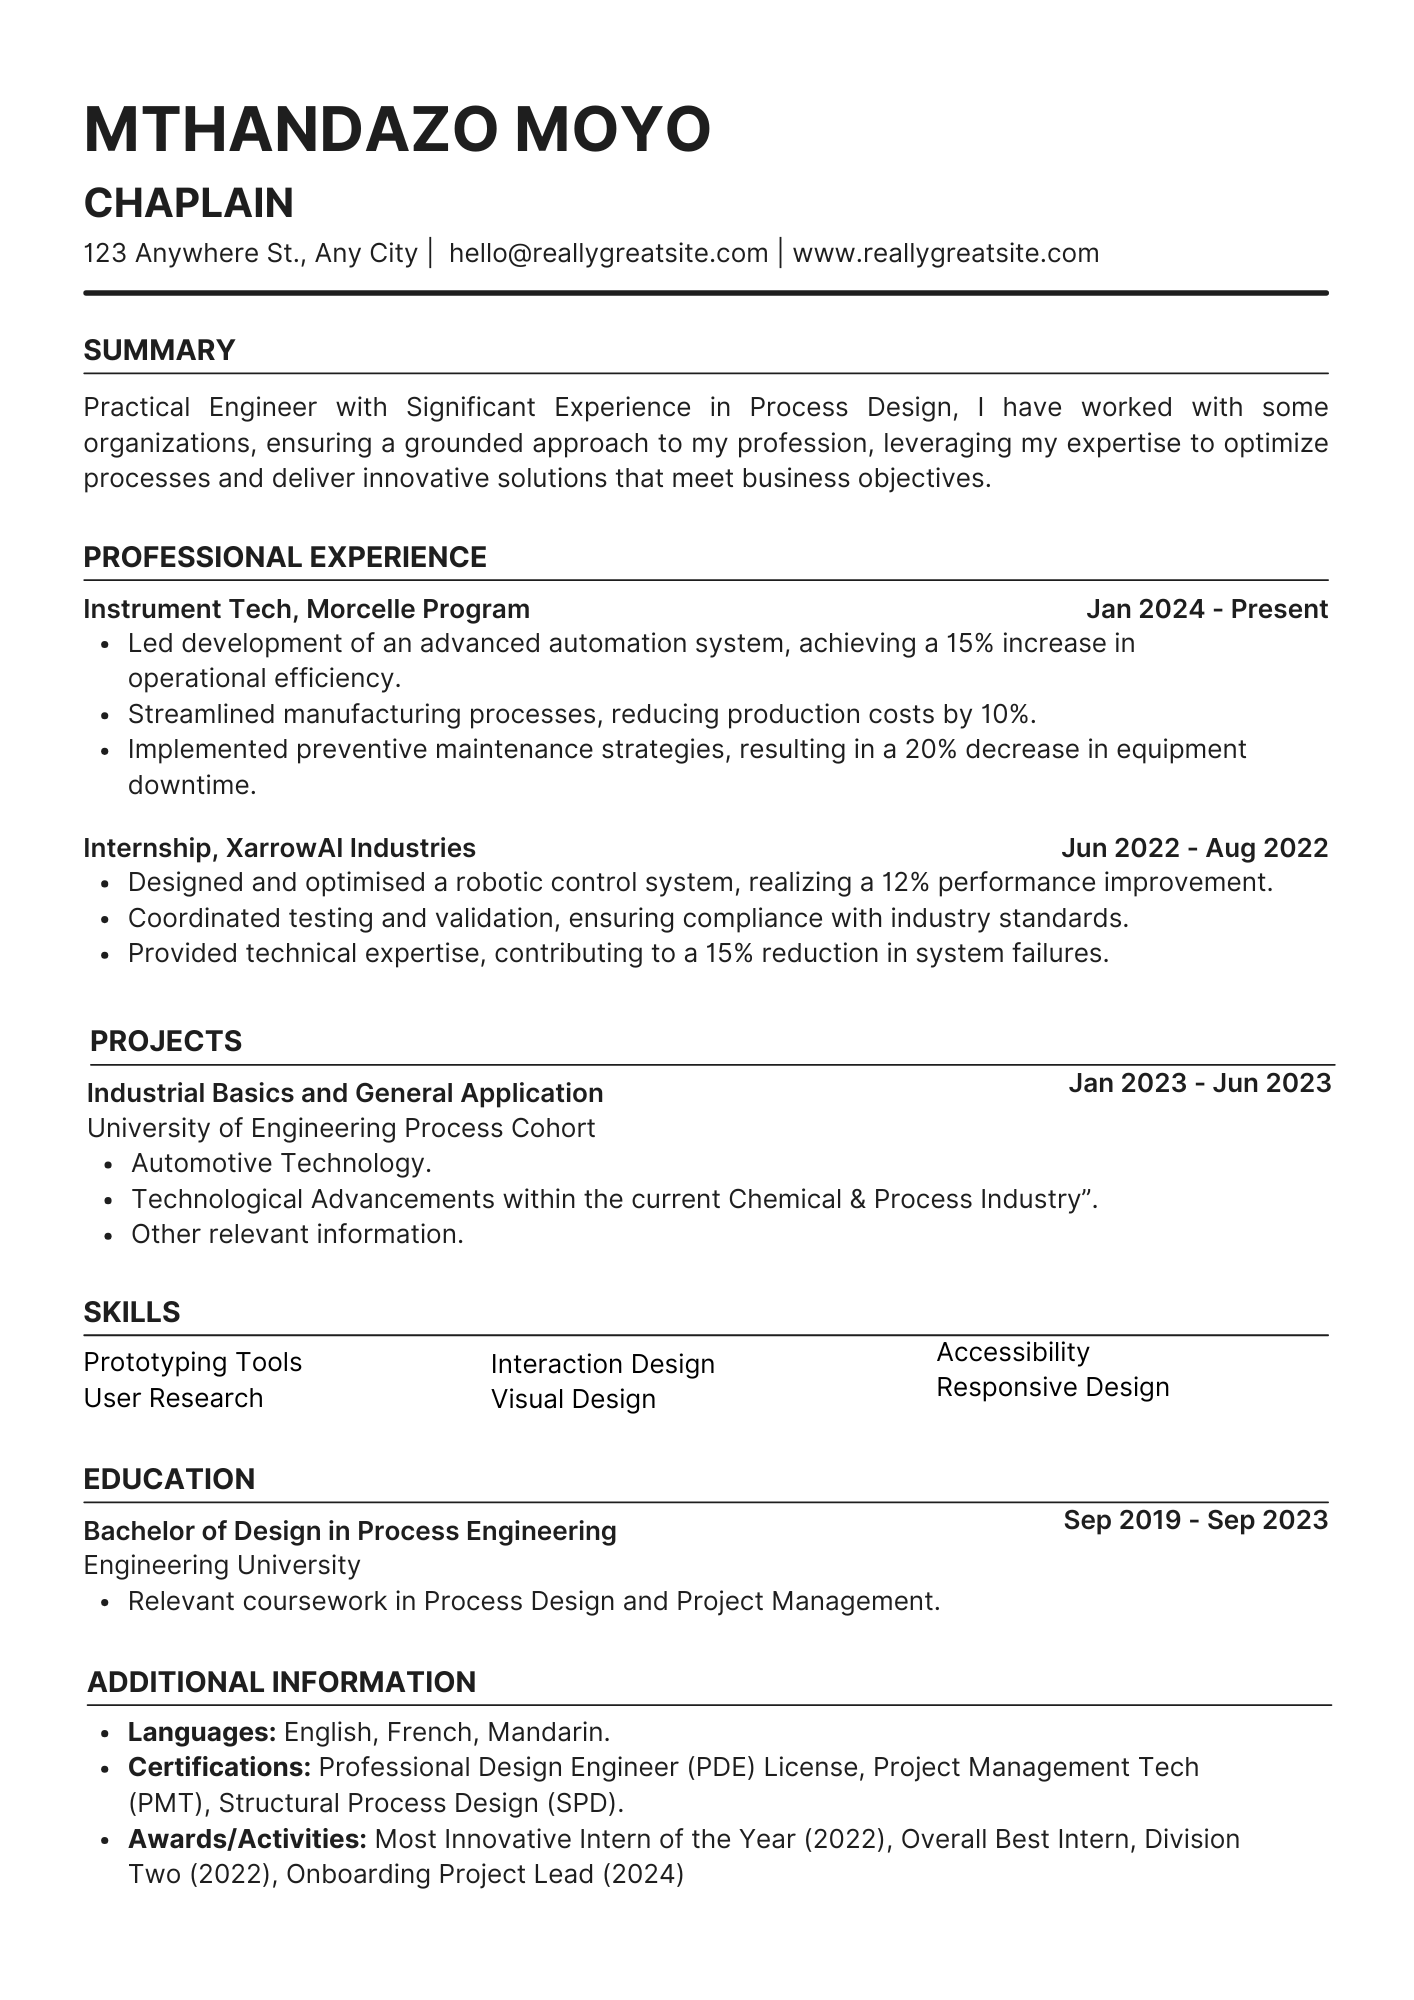 MTHANDAZO MOYO
CHAPLAIN
123 Anywhere St., Any City | hello@reallygreatsite.com | www.reallygreatsite.com
SUMMARY
Practical Engineer with Significant Experience in Process Design, I have worked with some
organizations, ensuring a grounded approach to my profession, leveraging my expertise to optimize
processes and deliver innovative solutions that meet business objectives.
PROFESSIONAL EXPERIENCE
Instrument Tech, Morcelle Program Jan 2024 - Present
• Led development of an advanced automation system, achieving a 15% increase in
operational efficiency.
• Streamlined manufacturing processes, reducing production costs by 10%.
• Implemented preventive maintenance strategies, resulting in a 20% decrease in equipment
downtime.
Internship, XarrowAI Industries Jun 2022 - Aug 2022
• Designed and optimised a robotic control system, realizing a 12% performance improvement.
• Coordinated testing and validation, ensuring compliance with industry standards.
• Provided technical expertise, contributing to a 15% reduction in system failures.
PROJECTS
Industrial Basics and General Application Jan 2023 - Jun 2023
University of Engineering Process Cohort
• Automotive Technology.
• Technological Advancements within the current Chemical & Process Industry”.
• Other relevant information.
SKILLS
Prototyping Tools Interaction Design Accessibility
User Research Visual Design Responsive Design
EDUCATION
Bachelor of Design in Process Engineering Sep 2019 - Sep 2023
Engineering University
• Relevant coursework in Process Design and Project Management.
ADDITIONAL INFORMATION
• Languages: English, French, Mandarin.
• Certifications: Professional Design Engineer (PDE) License, Project Management Tech
(PMT), Structural Process Design (SPD).
• Awards/Activities: Most Innovative Intern of the Year (2022), Overall Best Intern, Division
Two (2022), Onboarding Project Lead (2024)